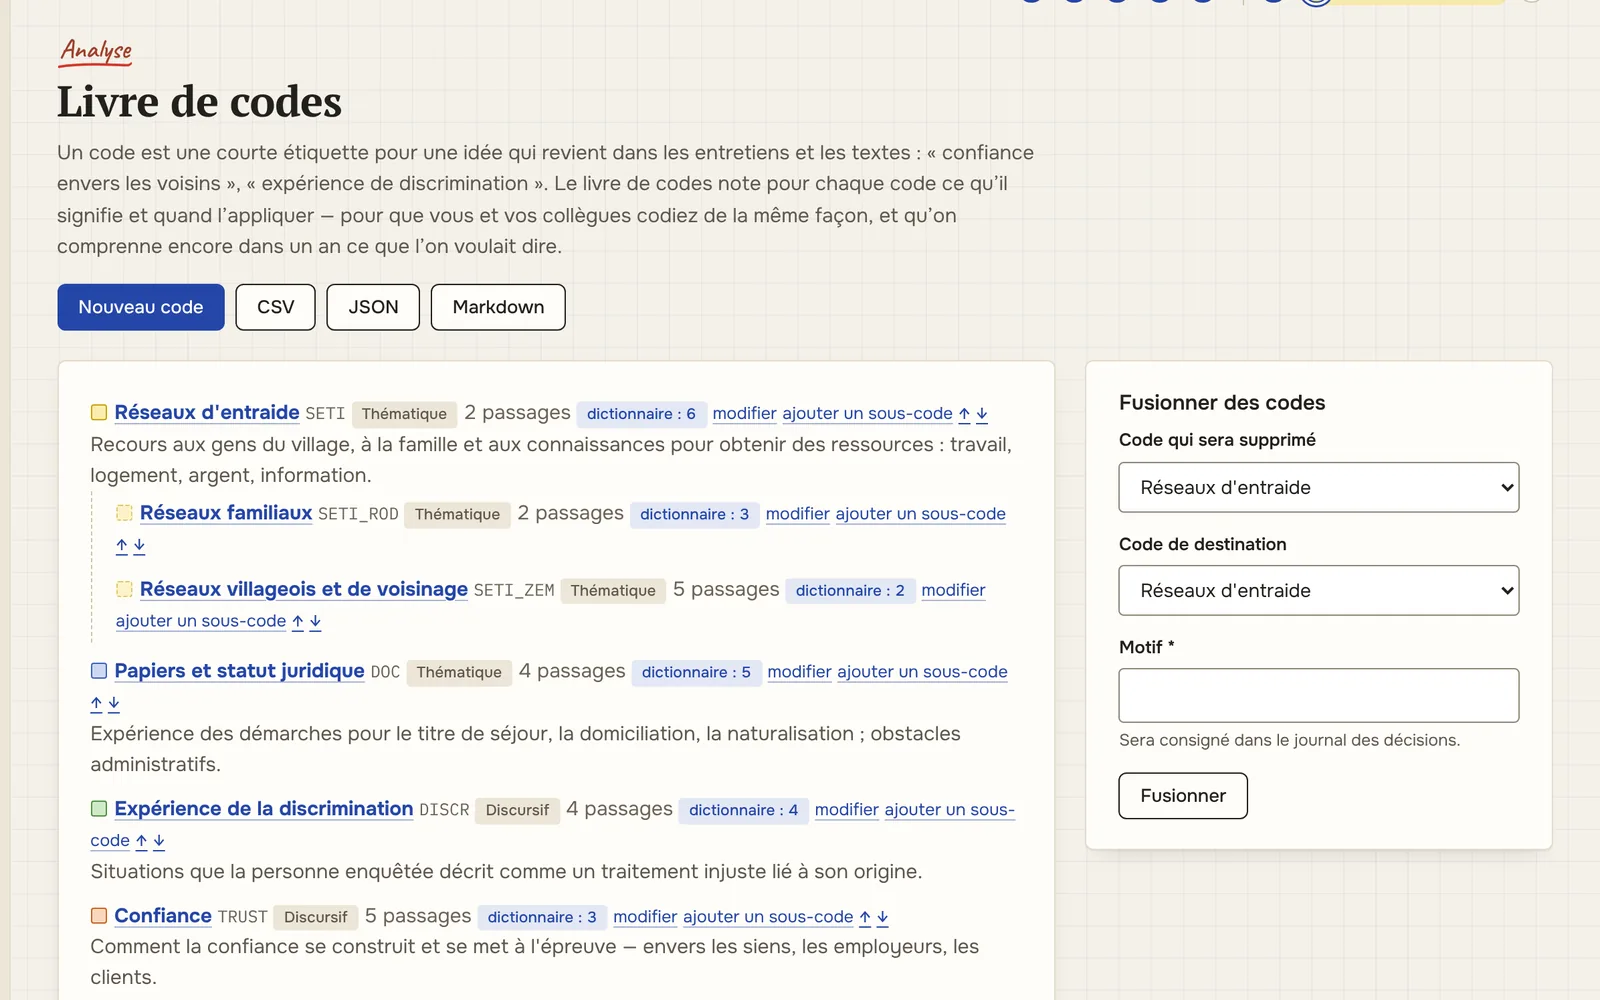 Analyse
Livre de codes
Un code est une courte étiquette pour une idée qui revient dans les entretiens et les textes : « confiance
envers les voisins », « expérience de discrimination ». Le livre de codes note pour chaque code ce qu’il
signifie et quand l’appliquer — pour que vous et vos collègues codiez de la même façon, et qu’on
comprenne encore dans un an ce que l’on voulait dire.
Nouveau code CSV JSON Markdown
Réseaux d'entraide SETI Thématique 2 passages dictionnaire : 6 modifier ajouter un sous-code ↑ ↓
Recours aux gens du village, à la famille et aux connaissances pour obtenir des ressources : travail,
logement, argent, information.
Réseaux familiaux SETI_ROD Thématique 2 passages dictionnaire : 3 modifier ajouter un sous-code
↑ ↓
Réseaux villageois et de voisinage SETI_ZEM Thématique 5 passages dictionnaire : 2 modifier
ajouter un sous-code ↑ ↓
Papiers et statut juridique DOC Thématique 4 passages dictionnaire : 5 modifier ajouter un sous-code
↑ ↓
Expérience des démarches pour le titre de séjour, la domiciliation, la naturalisation ; obstacles
administratifs.
Expérience de la discrimination DISCR Discursif 4 passages dictionnaire : 4 modifier ajouter un sous-
code ↑ ↓
Situations que la personne enquêtée décrit comme un traitement injuste lié à son origine.
Confiance TRUST Discursif 5 passages dictionnaire : 3 modifier ajouter un sous-code ↑ ↓
Comment la confiance se construit et se met à l'épreuve — envers les siens, les employeurs, les
clients.
Fusionner des codes
Code qui sera supprimé
Réseaux d'entraide
Code de destination
Réseaux d'entraide
Motif *
Sera consigné dans le journal des décisions.
Fusionner